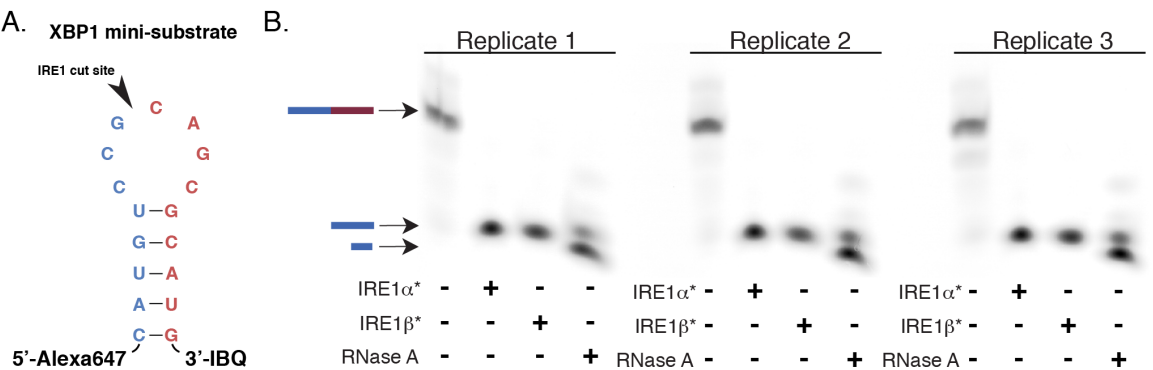 A.
XBP1 mini-substrate
IRE1 cut site
C
G A
C G
C C
U G
G C
U A
A U
C G
5'-Alexa647 3'-IBQ
B.
Replicate 1 Replicate 2 Replicate 3
IRE1α* - + - - IRE1α* - + - - IRE1α* - + - -
IRE1β* - - + - IRE1β* - - + - IRE1β* - - + -
RNase A - - - + RNase A - - - + RNase A - - - +